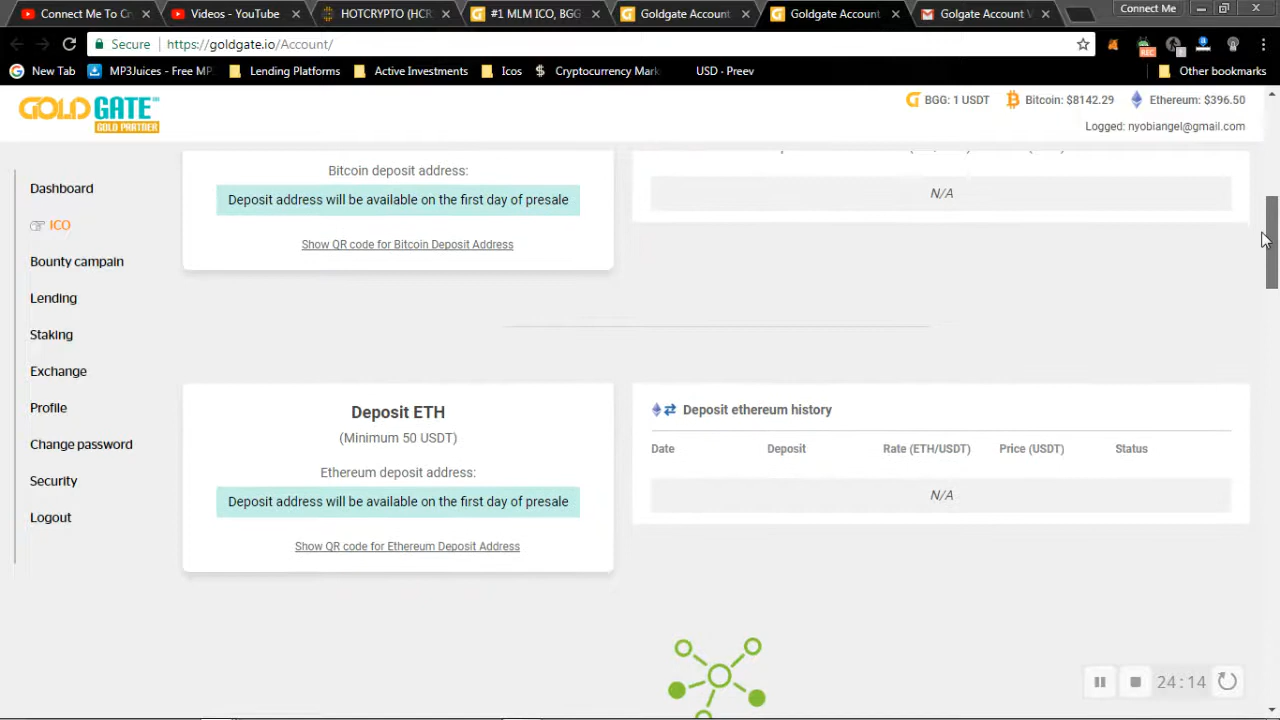 Connect Me To Cr
Videos - YouTube
HOTCRYPTO (HCR
#1 MLM ICO, BGG
Goldgate Account
Goldgate Account
Golgate Account V
Connect Me
Secure
https://goldgate.io/Account/
REC
1
New Tab
MP3Juices - Free MP
Lending Platforms
Active Investments
Icos
Cryptocurrency Mark
USD - Preev
Other bookmarks
GOLD GATE
GOLD PARTNER
BGG: 1 USDT
Bitcoin: $8142.29
Ethereum: $396.50
Logged: nyobiangel@gmail.com
Dashboard
ICO
Bounty campain
Lending
Staking
Exchange
Profile
Change password
Security
Logout
Bitcoin deposit address:
Deposit address will be available on the first day of presale
Show QR code for Bitcoin Deposit Address
N/A
Deposit ETH
(Minimum 50 USDT)
Ethereum deposit address:
Deposit address will be available on the first day of presale
Show QR code for Ethereum Deposit Address
Deposit ethereum history
Date Deposit Rate (ETH/USDT) Price (USDT) Status
N/A
24:14